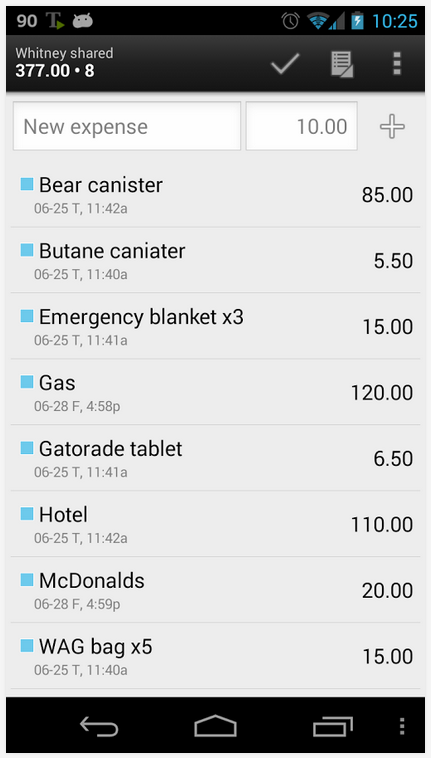 90 10:25
Whitney shared
377.00 • 8
New expense 10.00
Bear canister 85.00
06-25 T, 11:42a
Butane caniater 5.50
06-25 T, 11:40a
Emergency blanket x3 15.00
06-25 T, 11:41a
Gas 120.00
06-28 F, 4:58p
Gatorade tablet 6.50
06-25 T, 11:41a
Hotel 110.00
06-25 T, 11:42a
McDonalds 20.00
06-28 F, 4:59p
WAG bag x5 15.00
06-25 T, 11:40a